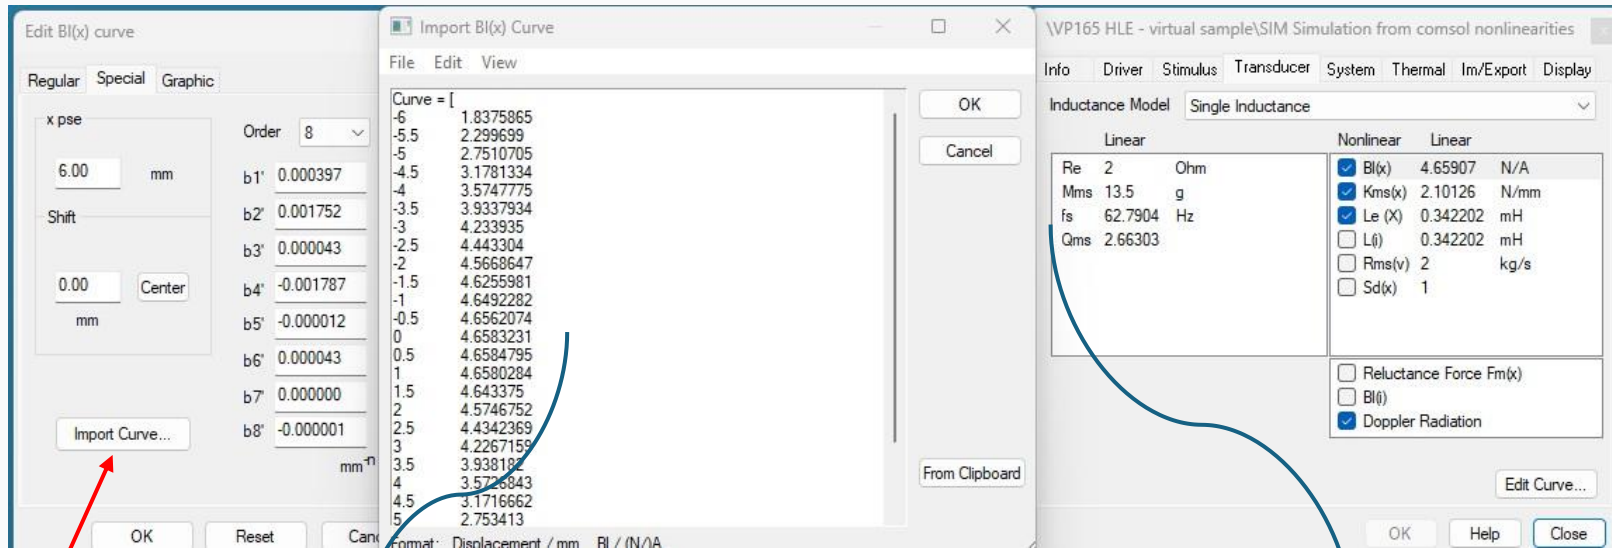 Edit Bl(x) curve
Regular Special Graphic
x pse
6.00 mm
Shift
0.00 Center
mm
Import Curve...
Order 8
b1' 0.000397
b2' 0.001752
b3' 0.000043
b4' -0.001787
b5' -0.000012
b6' 0.000043
b7' 0.000000
b8' -0.000001
mm-n
OK Reset Canc
Import Bl(x) Curve
File Edit View
Curve = [
-6 1.8375865
-5.5 2.299699
-5 2.7510705
-4.5 3.1781334
-4 3.5747775
-3.5 3.9337934
-3 4.233935
-2.5 4.443304
-2 4.5668647
-1.5 4.6255981
-1 4.6492282
-0.5 4.6562074
0 4.6583231
0.5 4.6584795
1 4.6580284
1.5 4.643375
2 4.5746752
2.5 4.4342369
3 4.2267159
3.5 3.938182
4 3.5726843
4.5 3.1716662
5 2.753413
Format: Displacement / mm Bl / (N/)A
OK
Cancel
From Clipboard
\VP165 HLE - virtual sample\SIM Simulation from comsol nonlinearities
Info Driver Stimulus Transducer System Thermal Im/Export Display
Inductance Model Single Inductance
Linear
Re 2 Ohm
Mms 13.5 g
fs 62.7904 Hz
Qms 2.66303
Nonlinear Linear
Bl(x) 4.65907 N/A
Kms(x) 2.10126 N/mm
Le (X) 0.342202 mH
L(i) 0.342202 mH
Rms(v) 2 kg/s
Sd(x) 1
Reluctance Force Fm(x)
Bl(i)
Doppler Radiation
Edit Curve...
OK Help Close